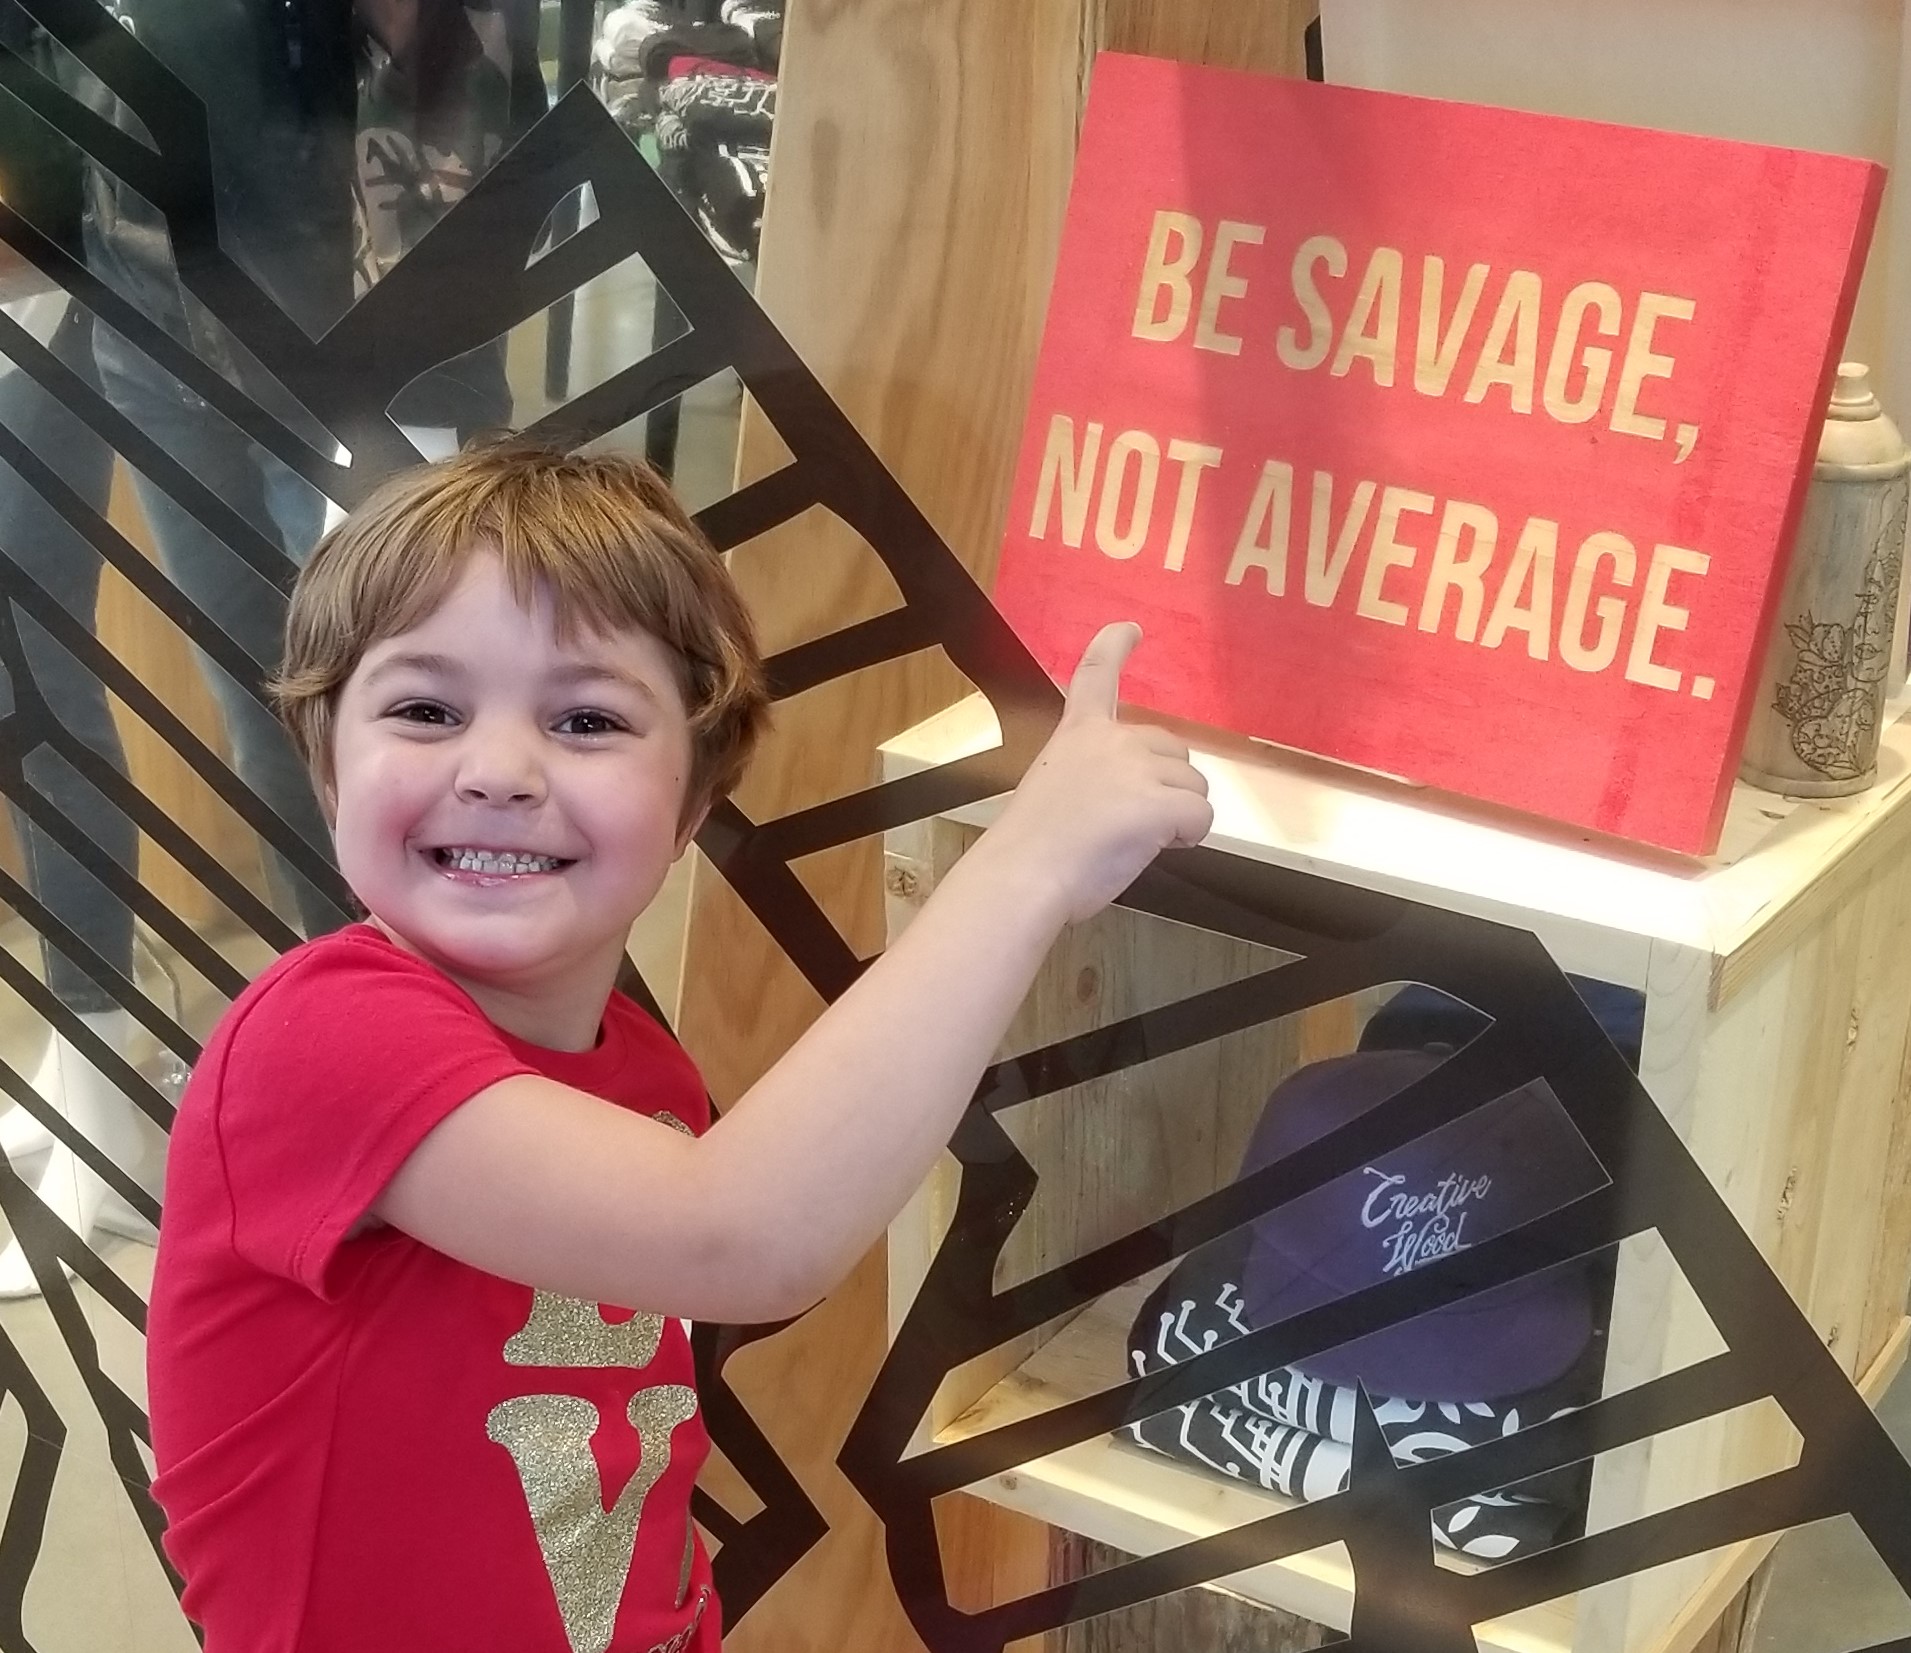 BE SAVAGE,
NOT AVERAGE.
Creative
Wood
V